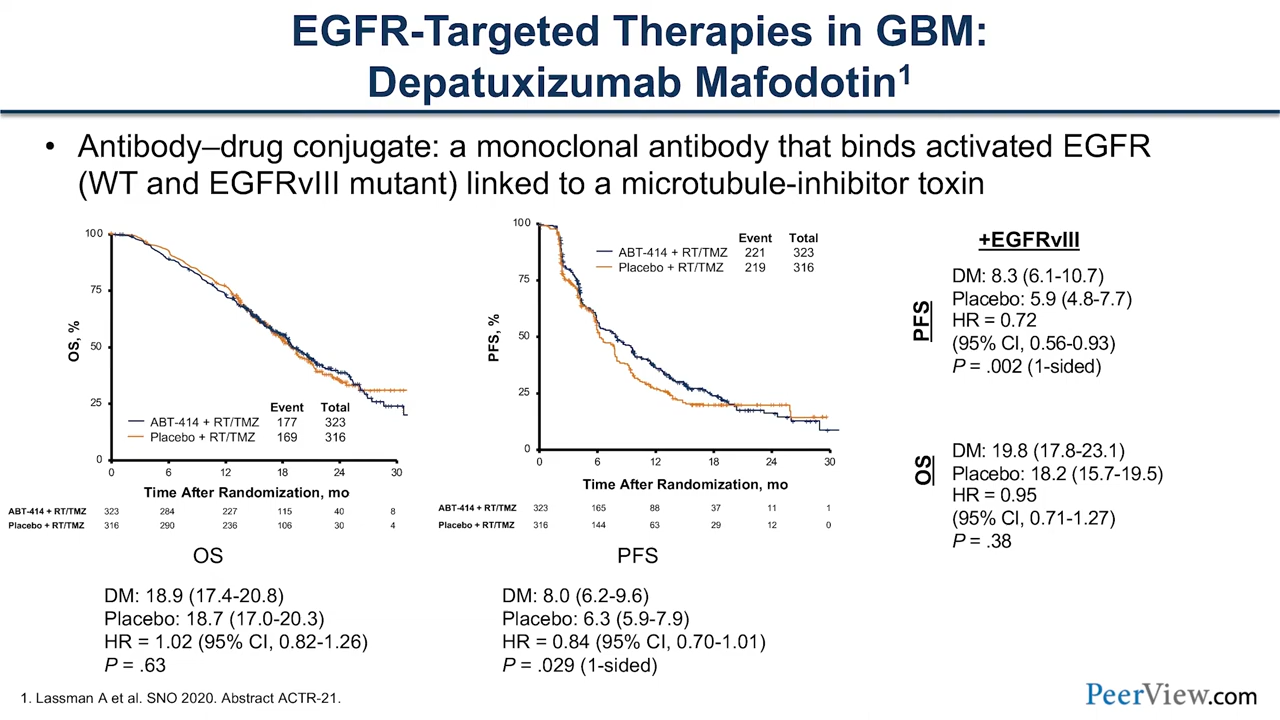 EGFR-Targeted Therapies in GBM:
Depatuxizumab Mafodotin1
• Antibody–drug conjugate: a monoclonal antibody that binds activated EGFR
(WT and EGFRvIII mutant) linked to a microtubule-inhibitor toxin
OS, %
100
75
50
25
0
0 6 12 18 24 30
Event Total
ABT-414 + RT/TMZ 177 323
Placebo + RT/TMZ 169 316
Time After Randomization, mo
ABT-414 + RT/TMZ 323 284 227 115 40 8
Placebo + RT/TMZ 316 290 236 106 30 4
OS
DM: 18.9 (17.4-20.8)
Placebo: 18.7 (17.0-20.3)
HR = 1.02 (95% CI, 0.82-1.26)
P = .63
PFS, %
100
75
50
25
0
0 6 12 18 24 30
Event Total
ABT-414 + RT/TMZ 221 323
Placebo + RT/TMZ 219 316
Time After Randomization, mo
ABT-414 + RT/TMZ 323 165 88 37 11 1
Placebo + RT/TMZ 316 144 63 29 12 0
PFS
DM: 8.0 (6.2-9.6)
Placebo: 6.3 (5.9-7.9)
HR = 0.84 (95% CI, 0.70-1.01)
P = .029 (1-sided)
+EGFRvIII
PFS
DM: 8.3 (6.1-10.7)
Placebo: 5.9 (4.8-7.7)
HR = 0.72
(95% CI, 0.56-0.93)
P = .002 (1-sided)
OS
DM: 19.8 (17.8-23.1)
Placebo: 18.2 (15.7-19.5)
HR = 0.95
(95% CI, 0.71-1.27)
P = .38
1. Lassman A et al. SNO 2020. Abstract ACTR-21.
PeerView.com